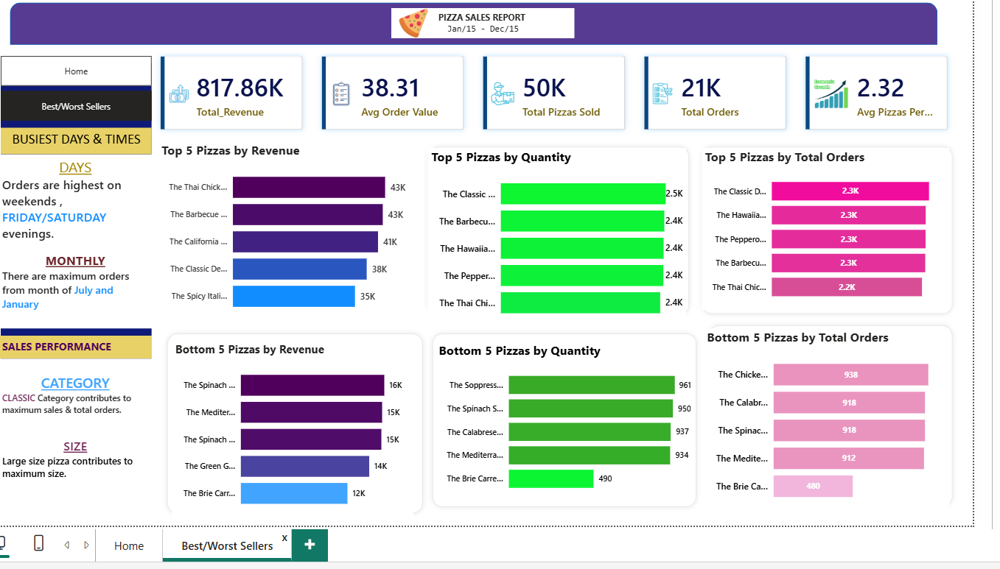 PIZZA SALES REPORT
Jan/15 - Dec/15
Home
Best/Worst Sellers
BUSIEST DAYS & TIMES
DAYS
Orders are highest on
weekends ,
FRIDAY/SATURDAY
evenings.
MONTHLY
There are maximum orders
from month of July and
January
SALES PERFORMANCE
CATEGORY
CLASSIC Category contributes to
maximum sales & total orders.
SIZE
Large size pizza contributes to
maximum size.
817.86K
Total_Revenue
38.31
Avg Order Value
50K
Total Pizzas Sold
21K
Total Orders
Economic
Growth
2.32
Avg Pizzas Per...
Top 5 Pizzas by Revenue
The Thai Chick... 43K
The Barbecue ... 43K
The California ... 41K
The Classic De... 38K
The Spicy Itali... 35K
Top 5 Pizzas by Quantity
The Classic ... 2.5K
The Barbecu... 2.4K
The Hawaiia... 2.4K
The Pepper... 2.4K
The Thai Chi... 2.4K
Top 5 Pizzas by Total Orders
The Classic D... 2.3K
The Hawaiia... 2.3K
The Peppero... 2.3K
The Barbecu... 2.3K
The Thai Chic... 2.2K
Bottom 5 Pizzas by Revenue
The Spinach ... 16K
The Mediter... 15K
The Spinach ... 15K
The Green G... 14K
The Brie Carr... 12K
Bottom 5 Pizzas by Quantity
The Soppress... 961
The Spinach S... 950
The Calabrese... 937
The Mediterra... 934
The Brie Carre... 490
Bottom 5 Pizzas by Total Orders
The Chicke... 938
The Calabr... 918
The Spinac... 918
The Medite... 912
The Brie Ca... 480
Home
Best/Worst Sellers
x
+